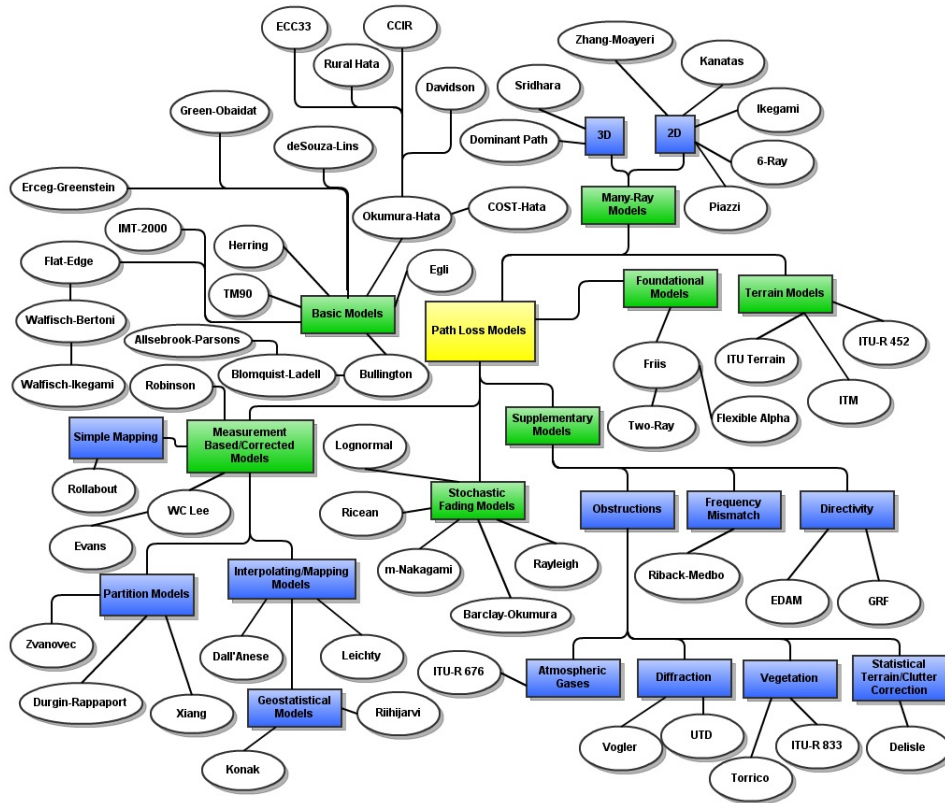 ECC33
CCIR
Zhang-Moayeri
Kanatas
Rural Hata
Davidson
Sridhara
Ikegami
Green-Obaidat
3D
2D
deSouza-Lins
Dominant Path
6-Ray
Erceg-Greenstein
Many-Ray
Models
Piazzi
Okumura-Hata
COST-Hata
IMT-2000
Herring
Flat-Edge
Egli
Foundational
Models
Terrain Models
TM90
Basic Models
Path Loss Models
Walfisch-Bertoni
Allsebrook-Parsons
ITU-R 452
ITU Terrain
Friis
Walfisch-Ikegami
Blomquist-Ladell
Bullington
Robinson
ITM
Two-Ray
Flexible Alpha
Simple Mapping
Measurement
Based/Corrected
Models
Supplementary
Models
Lognormal
Rollabout
WC Lee
Stochastic
Fading Models
Obstructions
Frequency
Mismatch
Directivity
Ricean
Evans
m-Nakagami
Rayleigh
Riback-Medbo
Interpolating/Mapping
Models
Partition Models
EDAM
GRF
Barclay-Okumura
Zvanovec
Dall'Anese
Leichty
ITU-R 676
Atmospheric
Gases
Diffraction
Vegetation
Statistical
Terrain/Clutter
Correction
Durgin-Rappaport
Xiang
Geostatistical
Models
Riihijarvi
Vogler
UTD
ITU-R 833
Delisle
Konak
Torrico